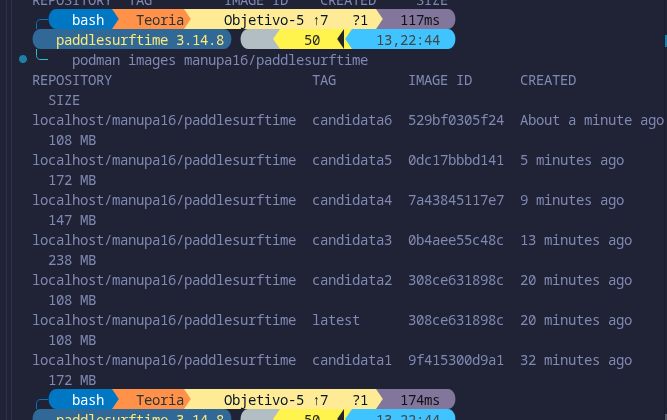 REPOSITORY TAG IMAGE ID CREATED SIZE
bash Teoria Objetivo-5 ↑7 ?1 117ms
paddlesurftime 3.14.8 50 13,22:44
podman images manupa16/paddlesurftime
REPOSITORY TAG IMAGE ID CREATED
SIZE
localhost/manupa16/paddlesurftime candidata6 529bf0305f24 About a minute ago
108 MB
localhost/manupa16/paddlesurftime candidata5 0dc17bbbd141 5 minutes ago
172 MB
localhost/manupa16/paddlesurftime candidata4 7a43845117e7 9 minutes ago
147 MB
localhost/manupa16/paddlesurftime candidata3 0b4aee55c48c 13 minutes ago
238 MB
localhost/manupa16/paddlesurftime candidata2 308ce631898c 20 minutes ago
108 MB
localhost/manupa16/paddlesurftime latest 308ce631898c 20 minutes ago
108 MB
localhost/manupa16/paddlesurftime candidata1 9f415300d9a1 32 minutes ago
172 MB
bash Teoria Objetivo-5 ↑7 ?1 174ms
paddlesurftime 3.14.8 50 13,22:44